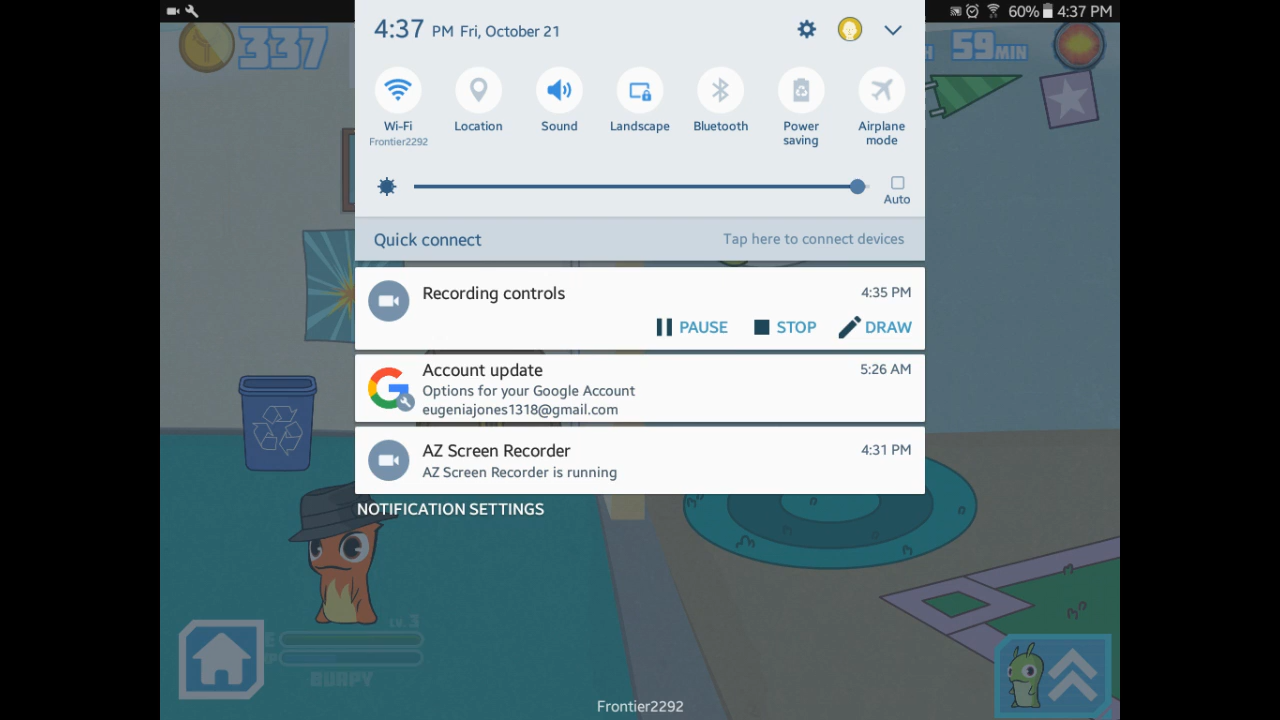 60% 4:37 PM
4:37 PM Fri, October 21
337
59 MIN
Wi-Fi
Frontier2292
Location
Sound
Landscape
Bluetooth
Power
saving
Airplane
mode
Auto
Quick connect
Tap here to connect devices
Recording controls
4:35 PM
PAUSE
STOP
DRAW
Account update
5:26 AM
Options for your Google Account
eugeniajones1318@gmail.com
AZ Screen Recorder
4:31 PM
AZ Screen Recorder is running
NOTIFICATION SETTINGS
LV.3
BURPY
Frontier2292